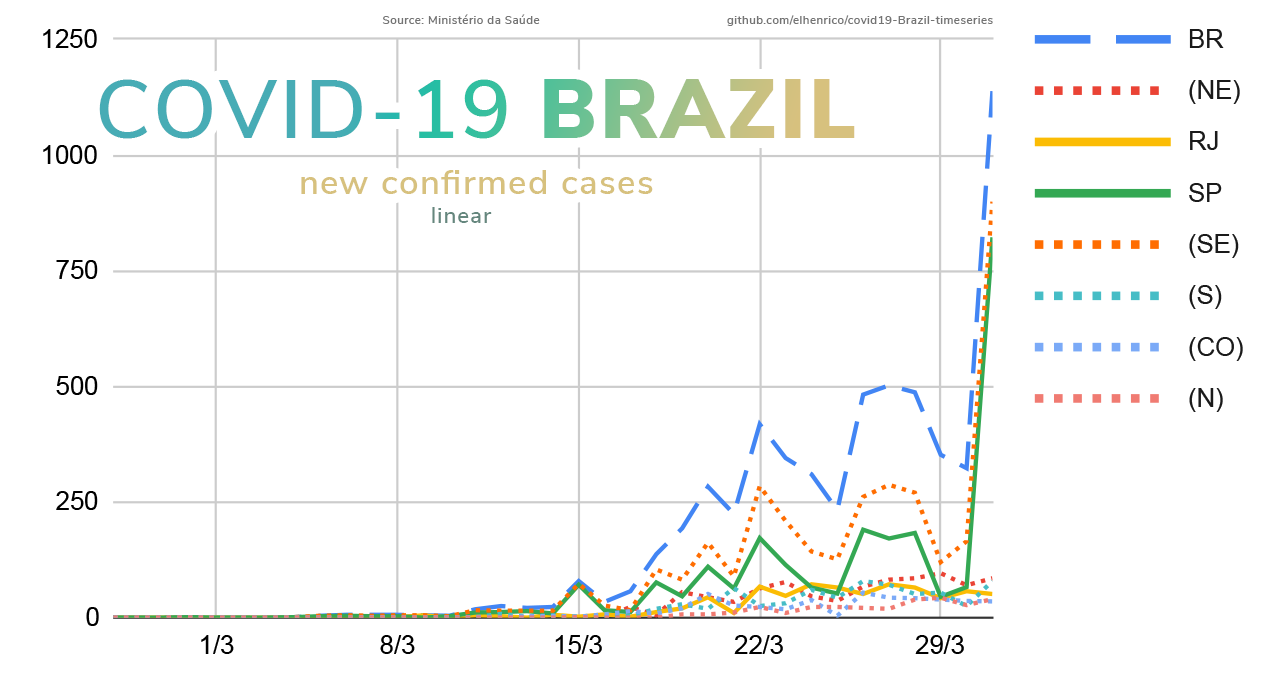 Source: Ministério da Saúde
github.com/elhenrico/covid19-Brazil-timeseries
COVID-19 BRAZIL
new confirmed cases
linear
1250
1000
750
500
250
0
1/3
8/3
15/3
22/3
29/3
BR
(NE)
RJ
SP
(SE)
(S)
(CO)
(N)